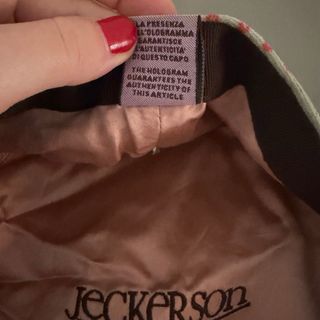 LA PRESENZA
DELL'OLOGRAMMA
GARANTISCE
L'AUTENTICITÀ
DI QUESTO CAPO
THE HOLOGRAM
GUARANTEES THE
AUTHENTICITY OF
THIS ARTICLE
JECKERSON